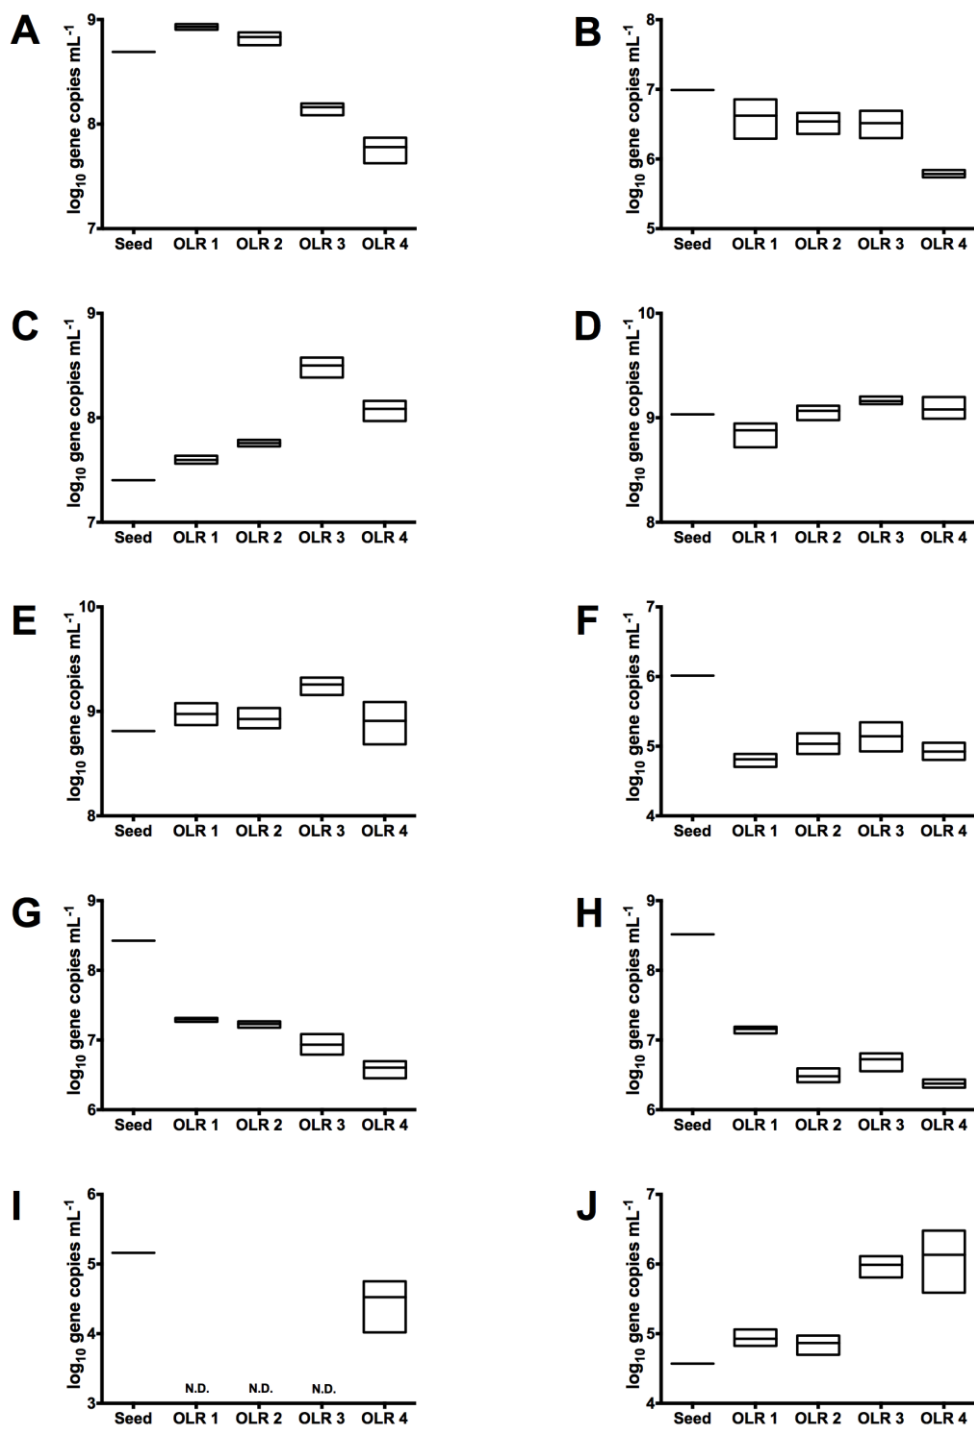 A
log10 gene copies mL-1
9
8
7
Seed OLR 1 OLR 2 OLR 3 OLR 4
B
log10 gene copies mL-1
8
7
6
5
Seed OLR 1 OLR 2 OLR 3 OLR 4
C
log10 gene copies mL-1
9
8
7
Seed OLR 1 OLR 2 OLR 3 OLR 4
D
log10 gene copies mL-1
10
9
8
Seed OLR 1 OLR 2 OLR 3 OLR 4
E
log10 gene copies mL-1
10
9
8
Seed OLR 1 OLR 2 OLR 3 OLR 4
F
log10 gene copies mL-1
7
6
5
4
Seed OLR 1 OLR 2 OLR 3 OLR 4
G
log10 gene copies mL-1
9
8
7
6
Seed OLR 1 OLR 2 OLR 3 OLR 4
H
log10 gene copies mL-1
9
8
7
6
Seed OLR 1 OLR 2 OLR 3 OLR 4
I
log10 gene copies mL-1
6
5
4
3
N.D. N.D. N.D.
Seed OLR 1 OLR 2 OLR 3 OLR 4
J
log10 gene copies mL-1
7
6
5
4
Seed OLR 1 OLR 2 OLR 3 OLR 4